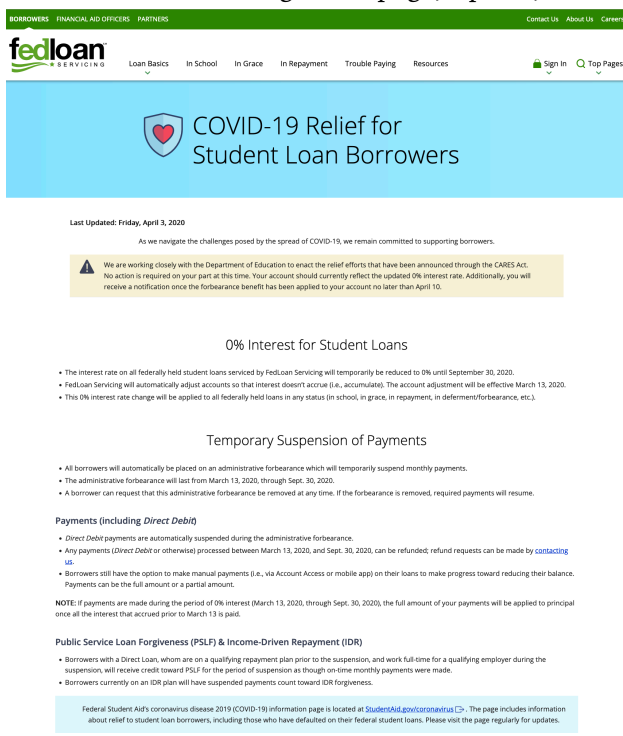 BORROWERS FINANCIAL AID OFFICERS PARTNERS Contact Us About Us Careers
fedloan
SERVICING
Loan Basics In School In Grace In Repayment Trouble Paying Resources Sign In Top Pages
COVID-19 Relief for
Student Loan Borrowers
Last Updated: Friday, April 3, 2020
As we navigate the challenges posed by the spread of COVID-19, we remain committed to supporting borrowers.
We are working closely with the Department of Education to enact the relief efforts that have been announced through the CARES Act.
No action is required on your part at this time. Your account should currently reflect the updated 0% interest rate. Additionally, you will
receive a notification once the forbearance benefit has been applied to your account no later than April 10.
0% Interest for Student Loans
• The interest rate on all federally held student loans serviced by FedLoan Servicing will temporarily be reduced to 0% until September 30, 2020.
• FedLoan Servicing will automatically adjust accounts so that interest doesn't accrue (i.e., accumulate). The account adjustment will be effective March 13, 2020.
• This 0% interest rate change will be applied to all federally held loans in any status (in school, in grace, in repayment, in deferment/forbearance, etc.).
Temporary Suspension of Payments
• All borrowers will automatically be placed on an administrative forbearance which will temporarily suspend monthly payments.
• The administrative forbearance will last from March 13, 2020, through Sept. 30, 2020.
• A borrower can request that this administrative forbearance be removed at any time. If the forbearance is removed, required payments will resume.
Payments (including Direct Debit)
• Direct Debit payments are automatically suspended during the administrative forbearance.
• Any payments (Direct Debit or otherwise) processed between March 13, 2020, and Sept. 30, 2020, can be refunded; refund requests can be made by contacting
us.
• Borrowers still have the option to make manual payments (i.e., via Account Access or mobile app) on their loans to make progress toward reducing their balance.
Payments can be the full amount or a partial amount.
NOTE: If payments are made during the period of 0% interest (March 13, 2020, through Sept. 30, 2020), the full amount of your payments will be applied to principal
once all the interest that accrued prior to March 13 is paid.
Public Service Loan Forgiveness (PSLF) & Income-Driven Repayment (IDR)
• Borrowers with a Direct Loan, whom are on a qualifying repayment plan prior to the suspension, and work full-time for a qualifying employer during the
suspension, will receive credit toward PSLF for the period of suspension as though on-time monthly payments were made.
• Borrowers currently on an IDR plan will have suspended payments count toward IDR forgiveness.
Federal Student Aid's coronavirus disease 2019 (COVID-19) information page is located at StudentAid.gov/coronavirus. The page includes information
about relief to student loan borrowers, including those who have defaulted on their federal student loans. Please visit the page regularly for updates.